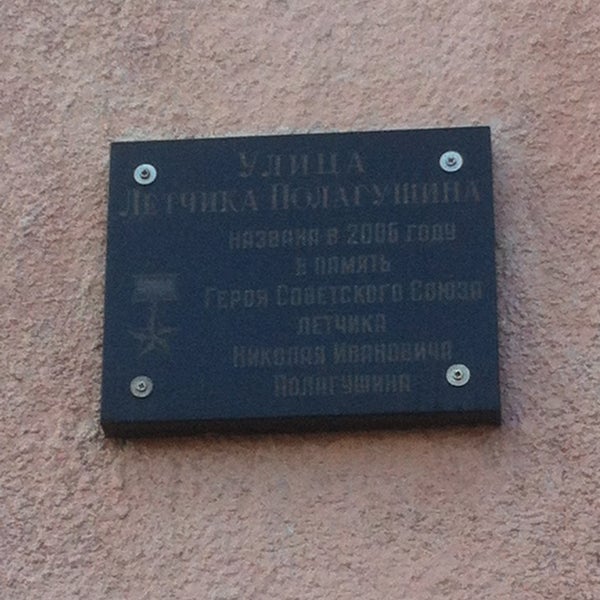 УЛИЦА
ЛЕТЧИКА ПОЛАГУШИНА
НАЗВАНА В 2006 ГОДУ
В ПАМЯТЬ
ГЕРОЯ СОВЕТСКОГО СОЮЗА
ЛЕТЧИКА
НИКОЛАЯ ИВАНОВИЧА
ПОЛАГУШИНА